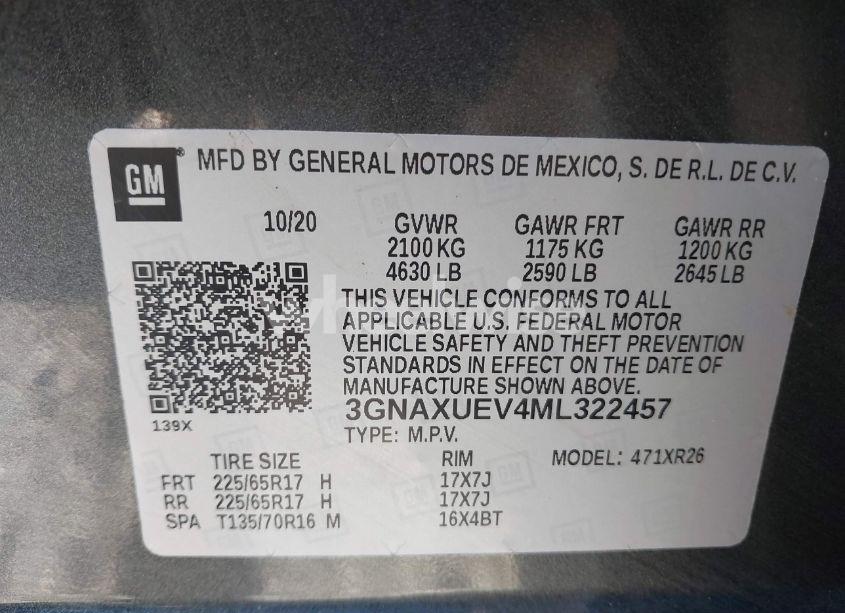 GM
MFD BY GENERAL MOTORS DE MEXICO, S. DE R.L. DE C.V.
10/20 GVWR GAWR FRT GAWR RR
2100 KG 1175 KG 1200 KG
4630 LB 2590 LB 2645 LB
THIS VEHICLE CONFORMS TO ALL
APPLICABLE U.S. FEDERAL MOTOR
VEHICLE SAFETY AND THEFT PREVENTION
STANDARDS IN EFFECT ON THE DATE OF
MANUFACTURE SHOWN ABOVE.
3GNAXUEV4ML322457
139X
TYPE: M.P.V.
TIRE SIZE RIM MODEL: 471XR26
FRT 225/65R17 H 17X7J
RR 225/65R17 H 17X7J
SPA T135/70R16 M 16X4BT